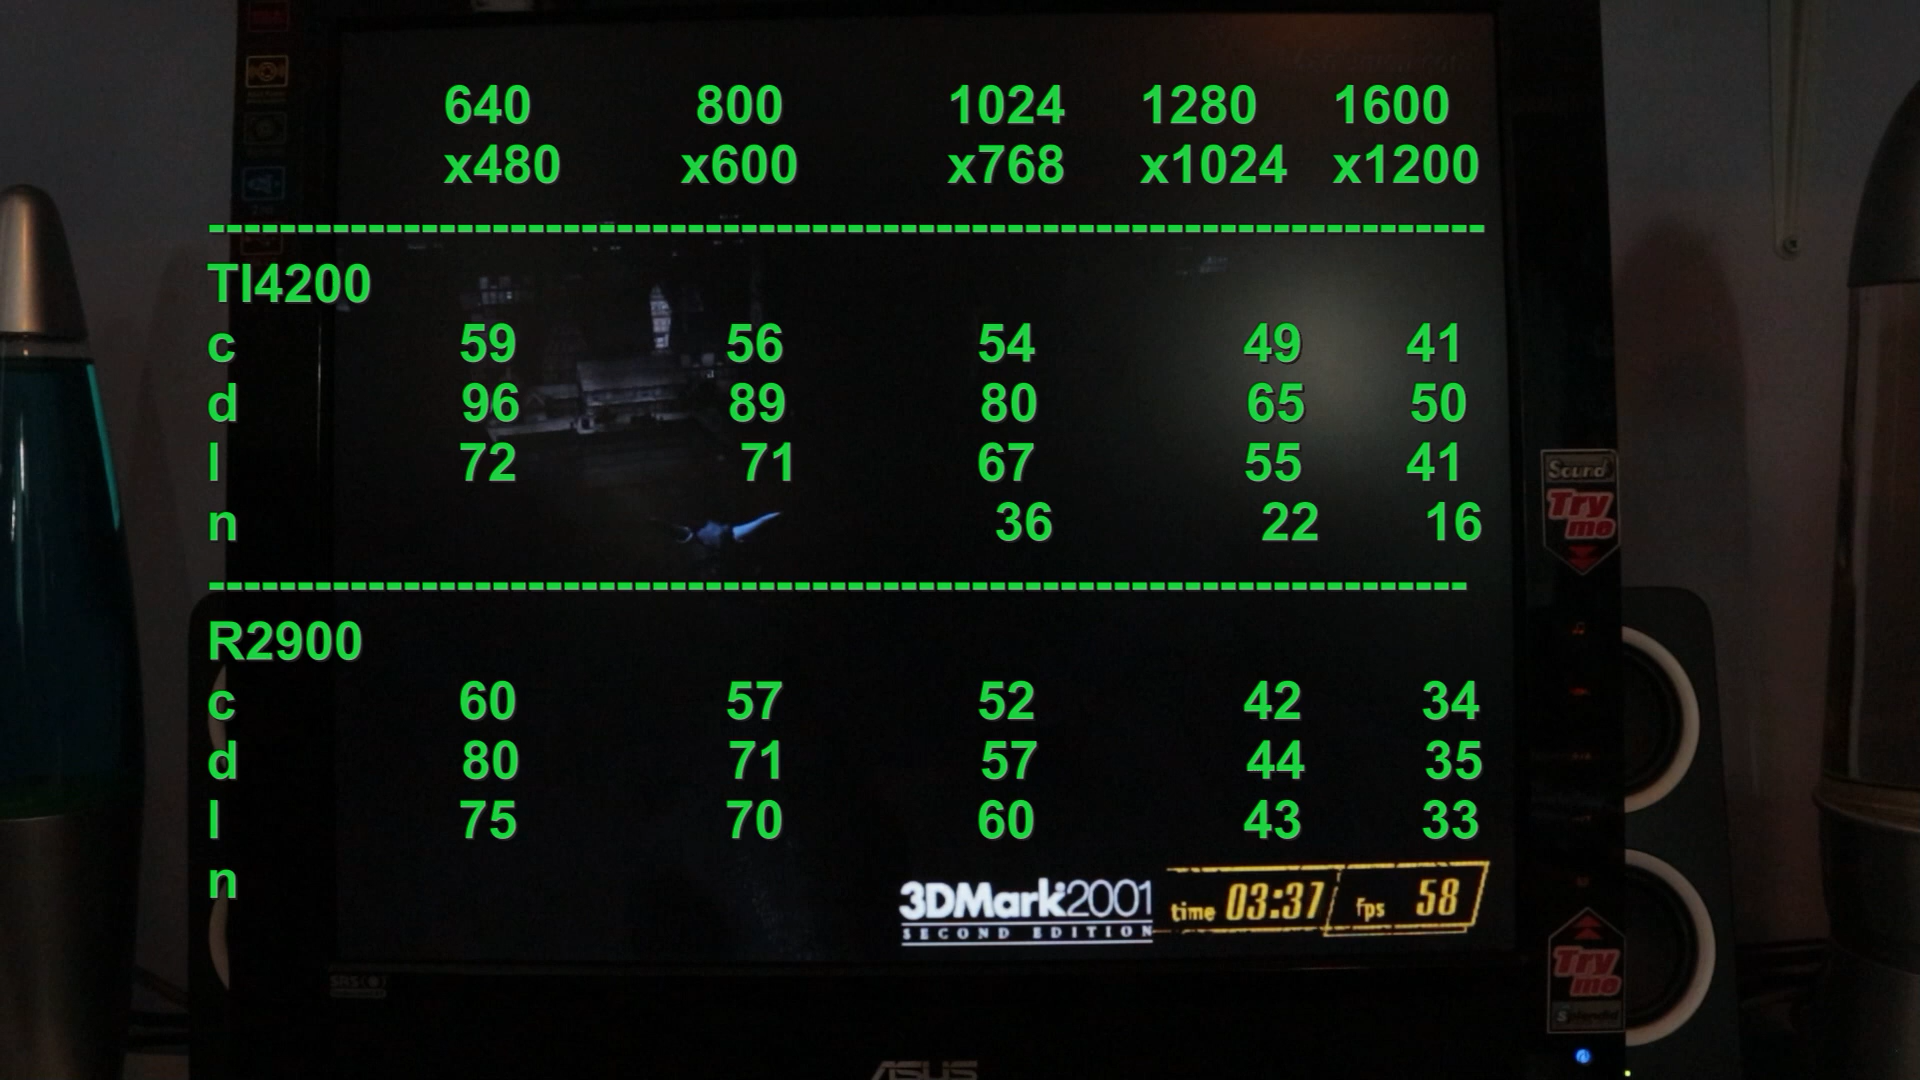 640 800 1024 1280 1600
x480 x600 x768 x1024 x1200
--------------------------------------------------------------------------------
TI4200
c 59 56 54 49 41
d 96 89 80 65 50
l 72 71 67 55 41
n 36 22 16
-------------------------------------------------------------------------------
R2900
c 60 57 52 42 34
d 80 71 57 44 35
l 75 70 60 43 33
n
3DMark2001
SECOND EDITION
time 03:37 fps 58
Sound
Try
me
Try
me
Splendid
SRS
ASUS